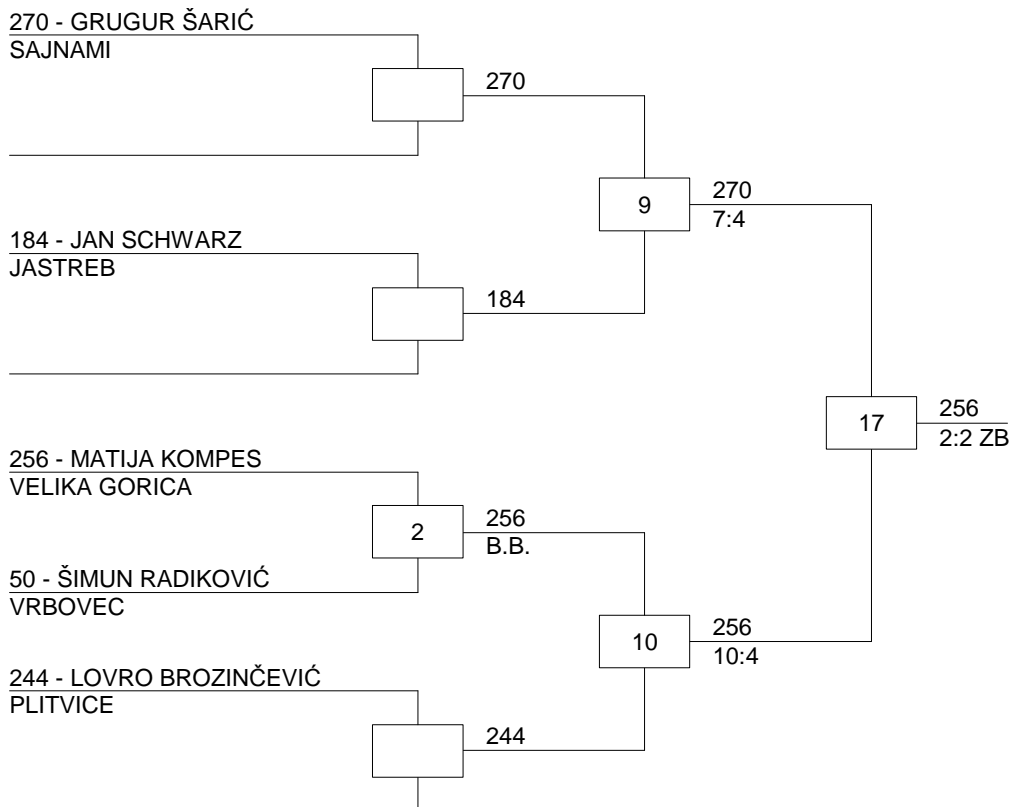 270 - GRUGUR ŠARIĆ
SAJNAMI
270
9
270
7:4
184 - JAN SCHWARZ
JASTREB
184
17
256
2:2 ZB
256 - MATIJA KOMPES
VELIKA GORICA
2
256
B.B.
50 - ŠIMUN RADIKOVIĆ
VRBOVEC
10
256
10:4
244 - LOVRO BROZINČEVIĆ
PLITVICE
244